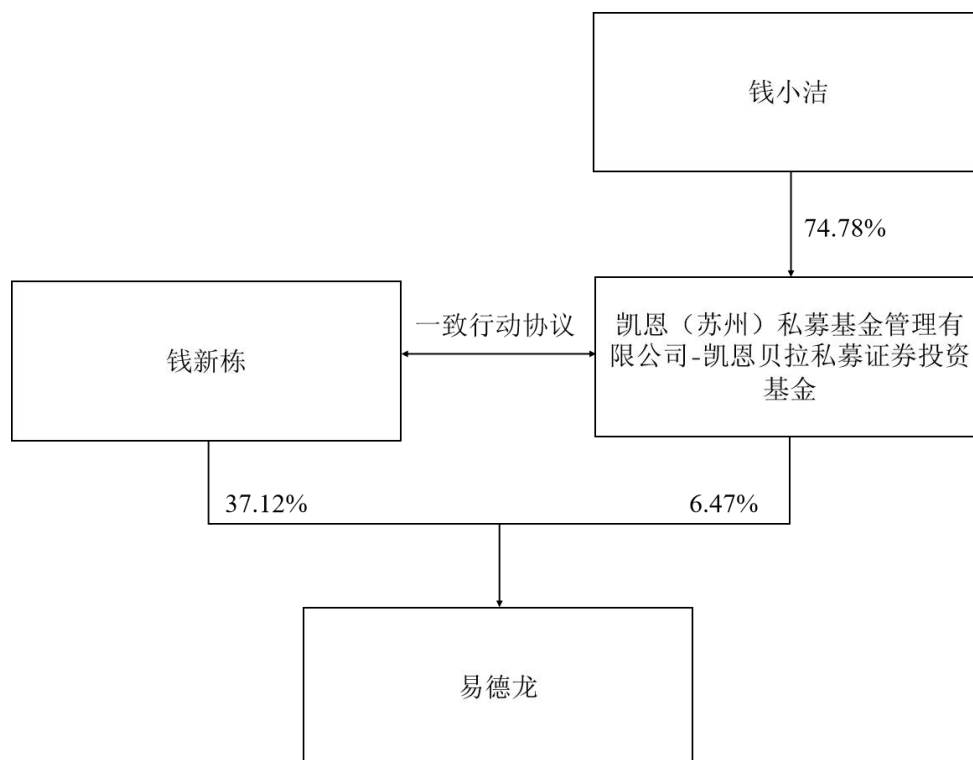 钱小洁
74.78%
钱新栋
一致行动协议
凯恩（苏州）私募基金管理有
限公司-凯恩贝拉私募证券投资
基金
37.12%
6.47%
易德龙